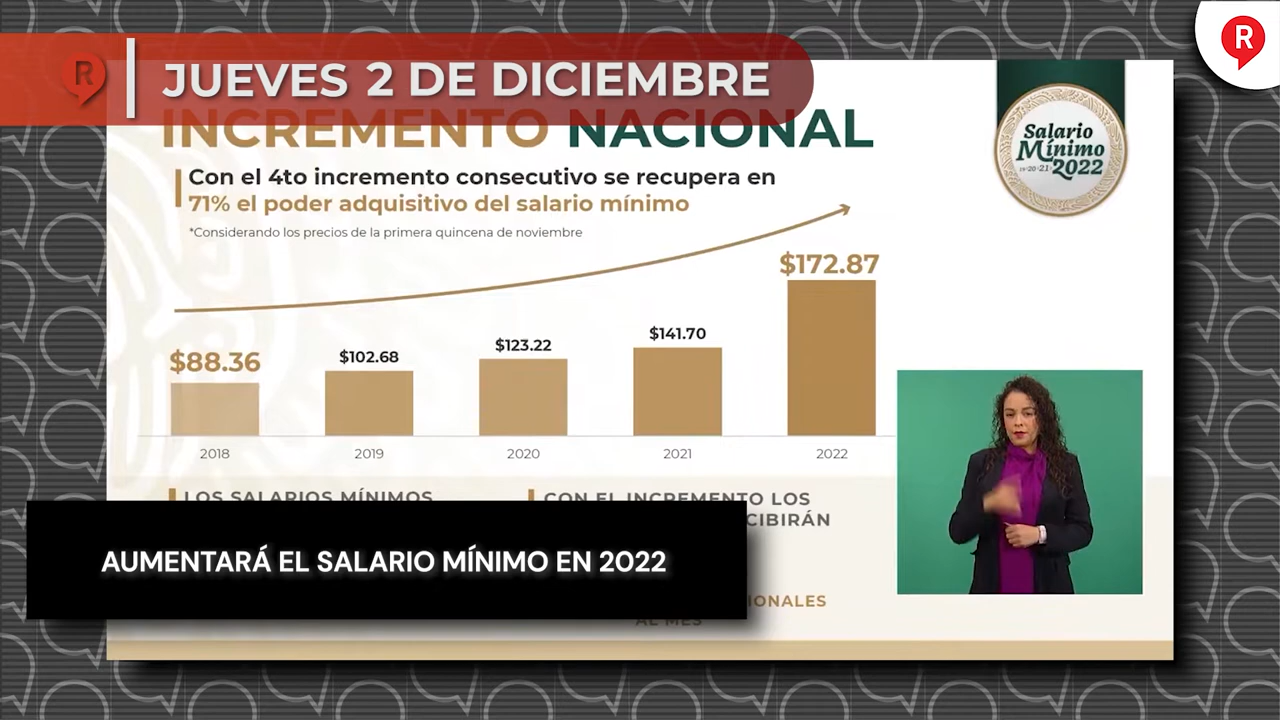 R
R
JUEVES 2 DE DICIEMBRE
INCREMENTO NACIONAL
Con el 4to incremento consecutivo se recupera en
71% el poder adquisitivo del salario mínimo
*Considerando los precios de la primera quincena de noviembre
Salario
Mínimo
19-20-21-2022
$88.36
$102.68
$123.22
$141.70
$172.87
2018
2019
2020
2021
2022
LOS SALARIOS MÍNIMOS
CON EL INCREMENTO LOS
AUMENTARÁ EL SALARIO MÍNIMO EN 2022
AL MES